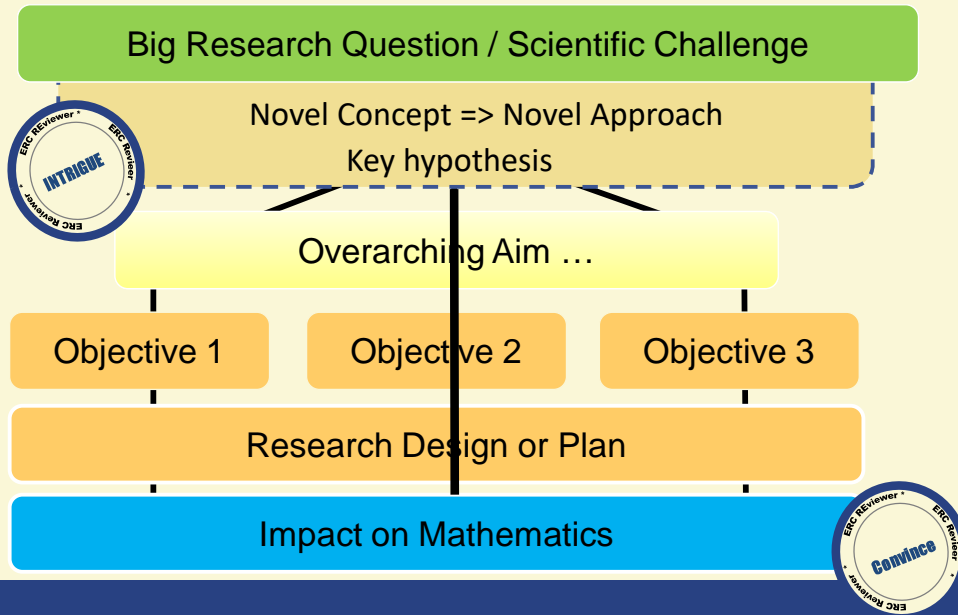 Big Research Question / Scientific Challenge
Novel Concept => Novel Approach
Key hypothesis
ERC REviewer *
ERC Revieer *
ERC Reviewer *
INTRIGUE
Overarching Aim …
Objective 1
Objective 2
Objective 3
Research Design or Plan
Impact on Mathematics
ERC REviewer *
ERC Revieer *
ERC Reviewer *
Convince